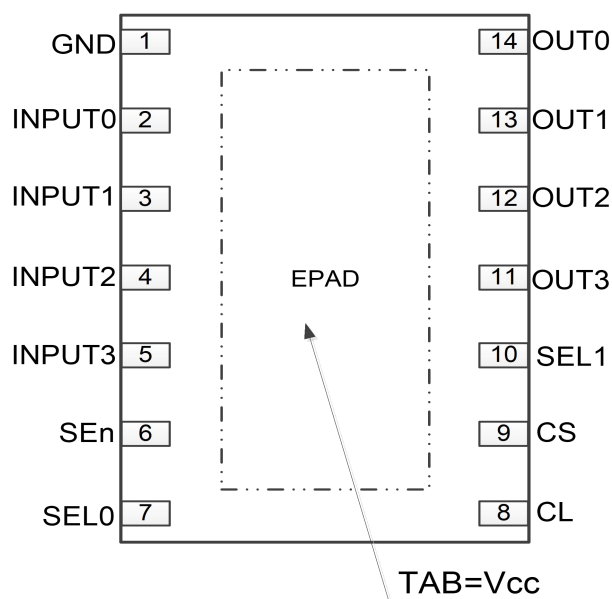 GND 1 14 OUT0
INPUT0 2 13 OUT1
INPUT1 3 12 OUT2
INPUT2 4 EPAD 11 OUT3
INPUT3 5 10 SEL1
SEn 6 9 CS
SEL0 7 8 CL
TAB=Vcc